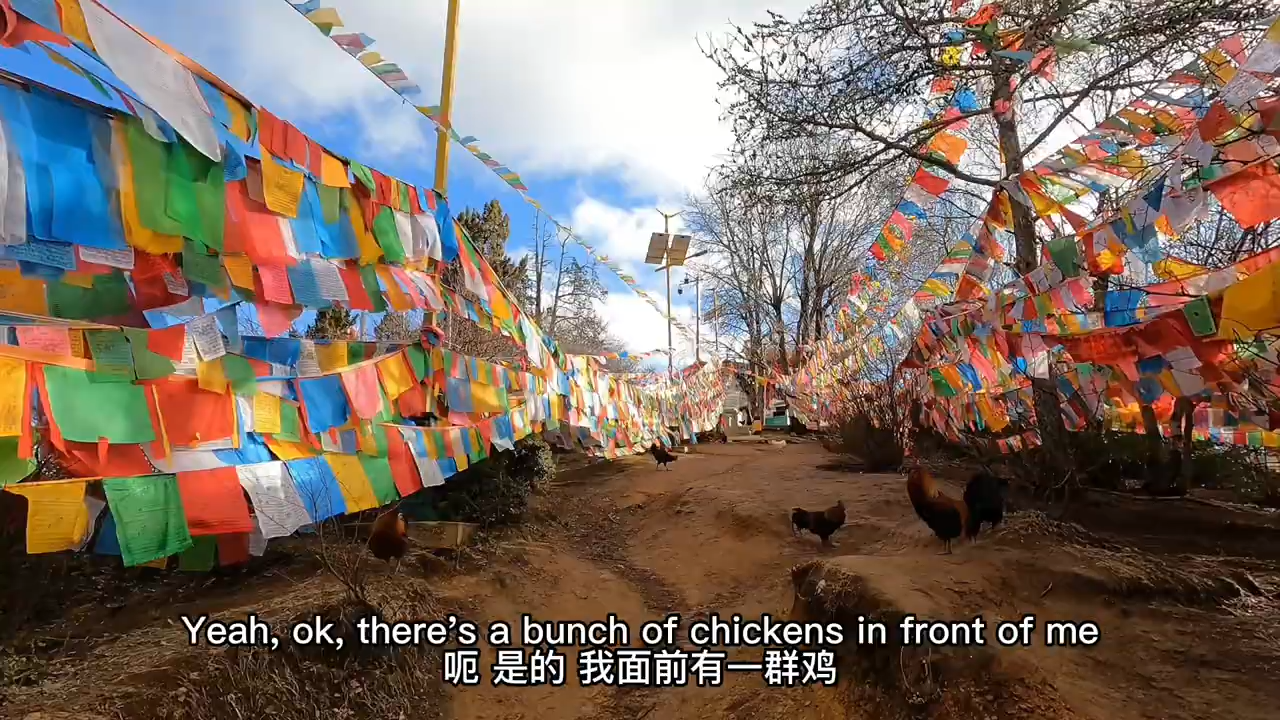 Yeah, ok, there's a bunch of chickens in front of me
呃 是的 我面前有一群鸡